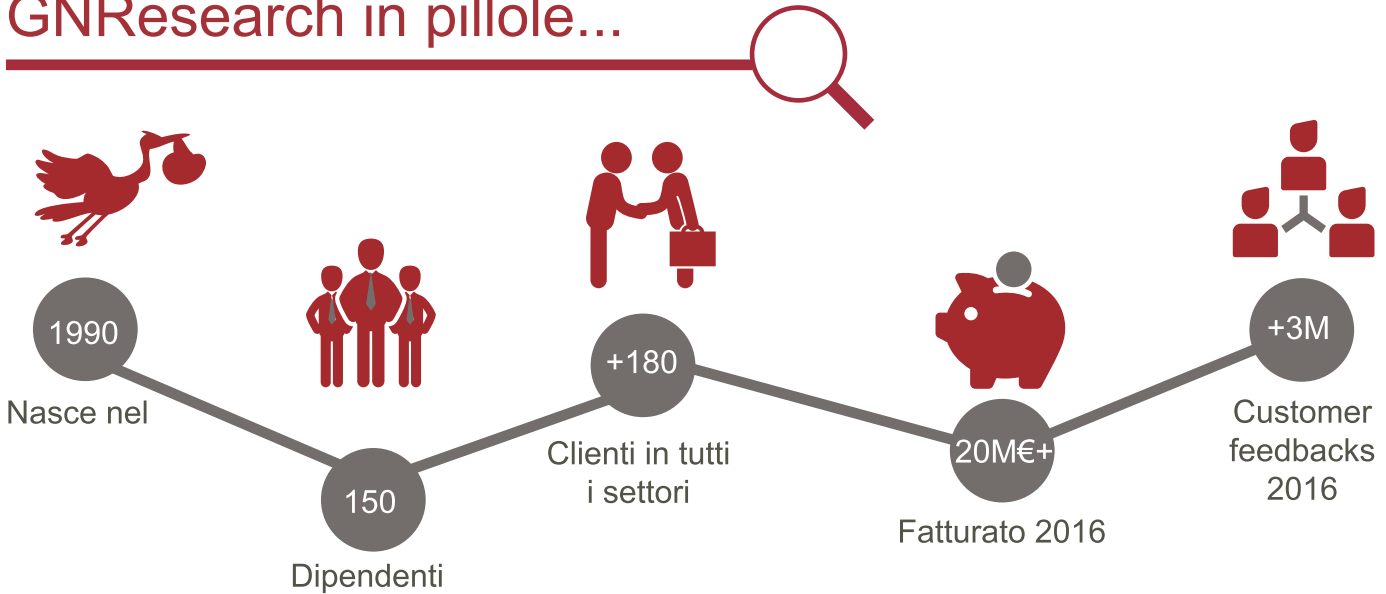 GNResearch in pillole...
1990
Nasce nel
150
Dipendenti
+180
Clienti in tutti
i settori
20M€+
Fatturato 2016
+3M
Customer
feedbacks
2016